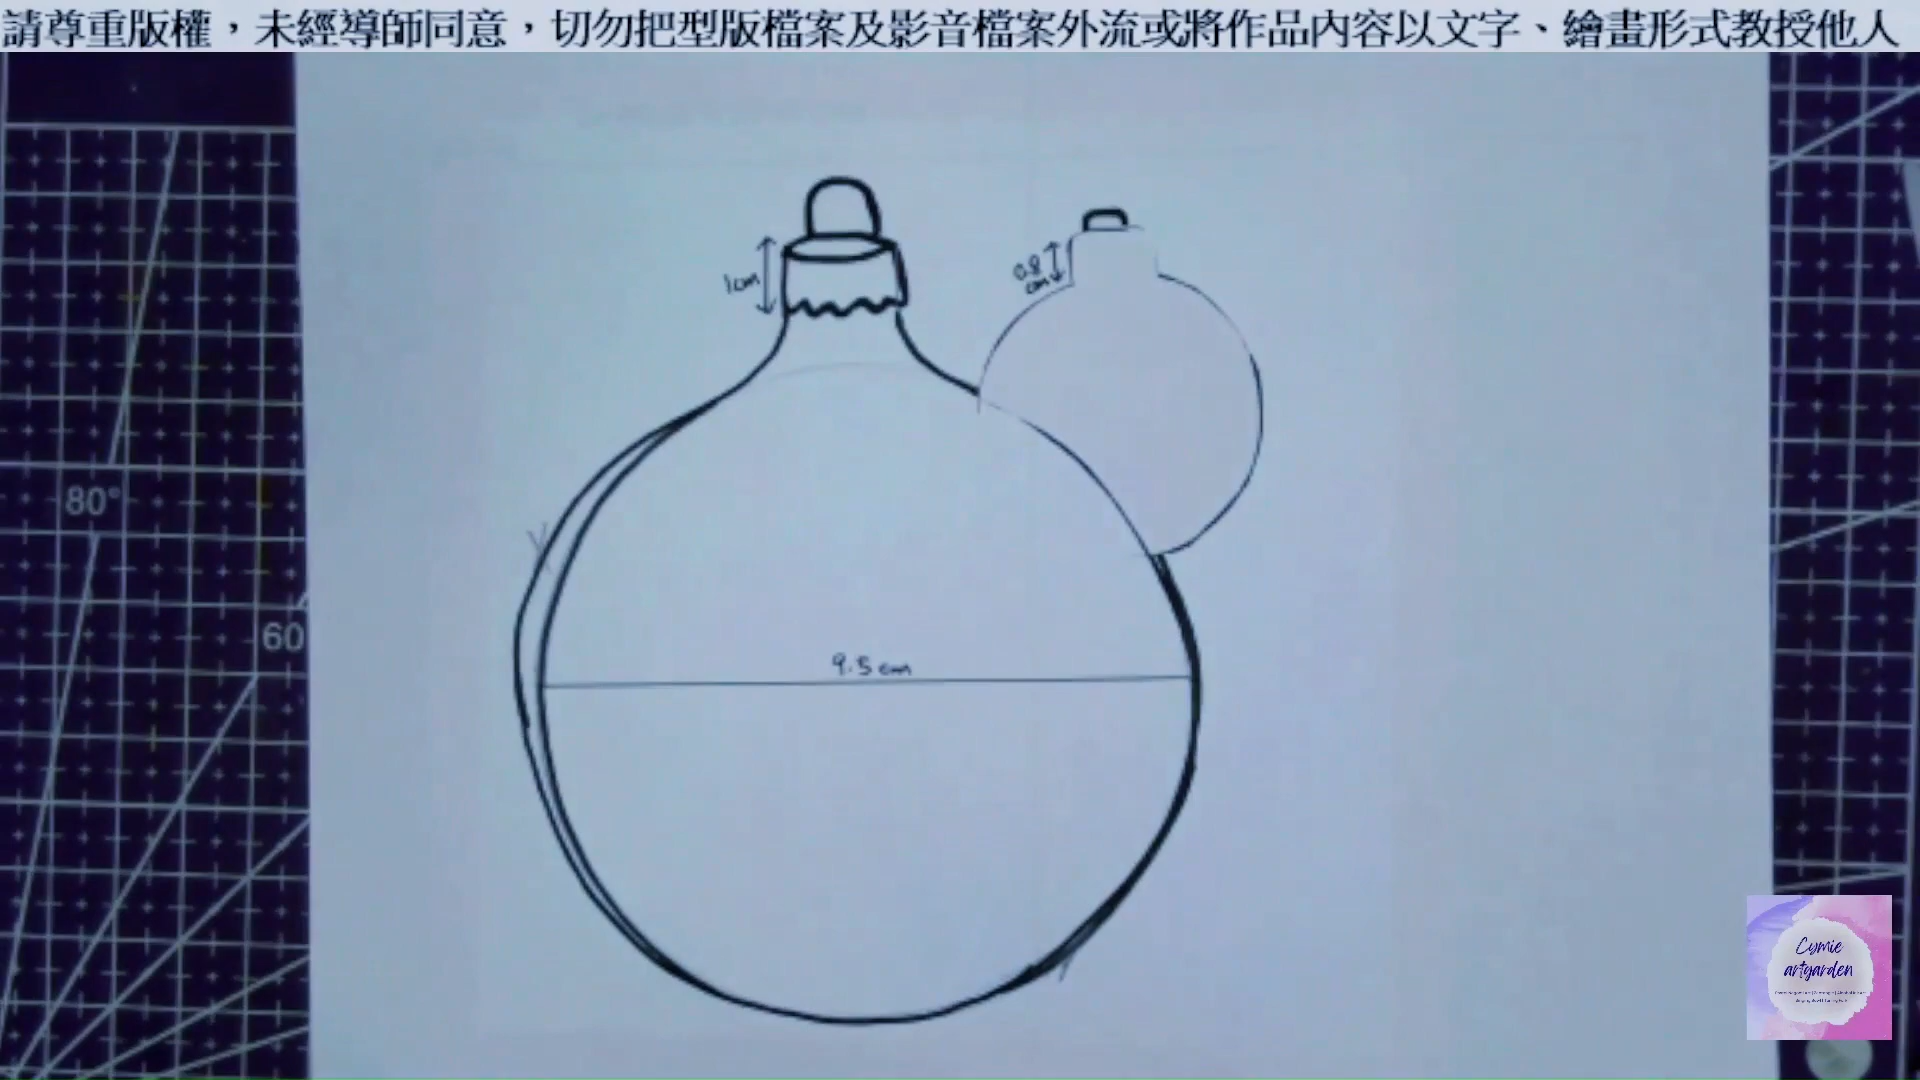 請尊重版權，未經導師同意，切勿把型版檔案及影音檔案外流或將作品內容以文字、繪畫形式教授他人
1cm
0.8
cm
80°
60
9.5cm
Cymie
artgarden